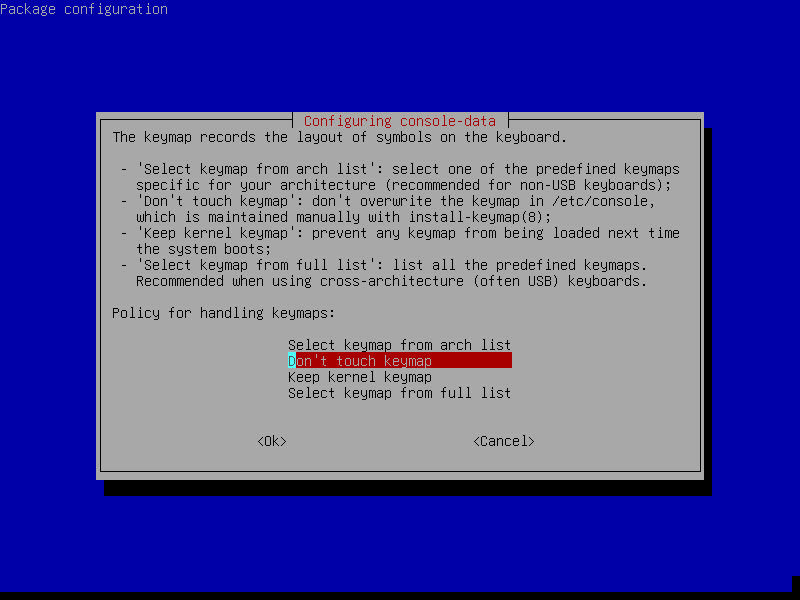 Package configuration
Configuring console-data
The keymap records the layout of symbols on the keyboard.
- 'Select keymap from arch list': select one of the predefined keymaps
specific for your architecture (recommended for non-USB keyboards);
- 'Don't touch keymap': don't overwrite the keymap in /etc/console,
which is maintained manually with install-keymap(8);
- 'Keep kernel keymap': prevent any keymap from being loaded next time
the system boots;
- 'Select keymap from full list': list all the predefined keymaps.
Recommended when using cross-architecture (often USB) keyboards.
Policy for handling keymaps:
Select keymap from arch list
Don't touch keymap
Keep kernel keymap
Select keymap from full list
<Ok> <Cancel>